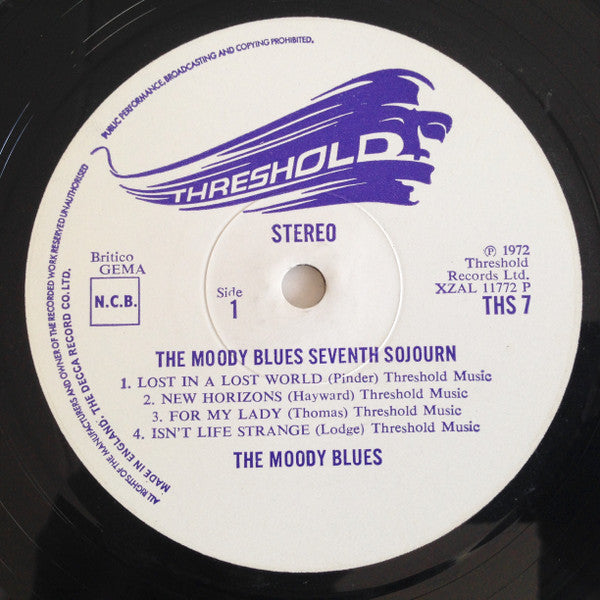 ALL RIGHTS OF THE MANUFACTURERS AND OWNER OF THE RECORDED WORK RESERVED UNAUTHORISED
PUBLIC PERFORMANCE, BROADCASTING AND COPYING PROHIBITED.
MADE IN ENGLAND. THE DECCA RECORD CO. LTD.
THRESHOLD
STEREO
Britico
GEMA
N.C.B.
Side
1
℗ 1972
Threshold
Records Ltd.
XZAL 11772 P
THS 7
THE MOODY BLUES SEVENTH SOJOURN
1. LOST IN A LOST WORLD (Pinder) Threshold Music
2. NEW HORIZONS (Hayward) Threshold Music
3. FOR MY LADY (Thomas) Threshold Music
4. ISN'T LIFE STRANGE (Lodge) Threshold Music
THE MOODY BLUES